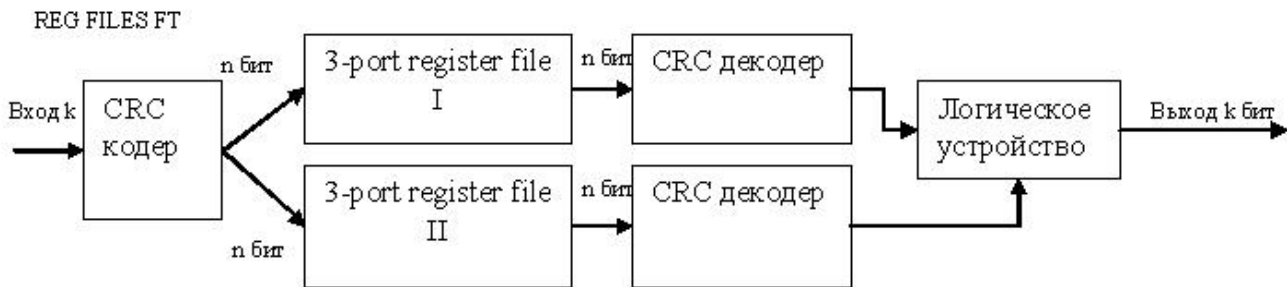 REG FILES FT
Вход k
CRC
кодер
n бит
n бит
3-port register file
I
n бит
CRC декодер
3-port register file
II
n бит
CRC декодер
Логическое
устройство
Выход k бит